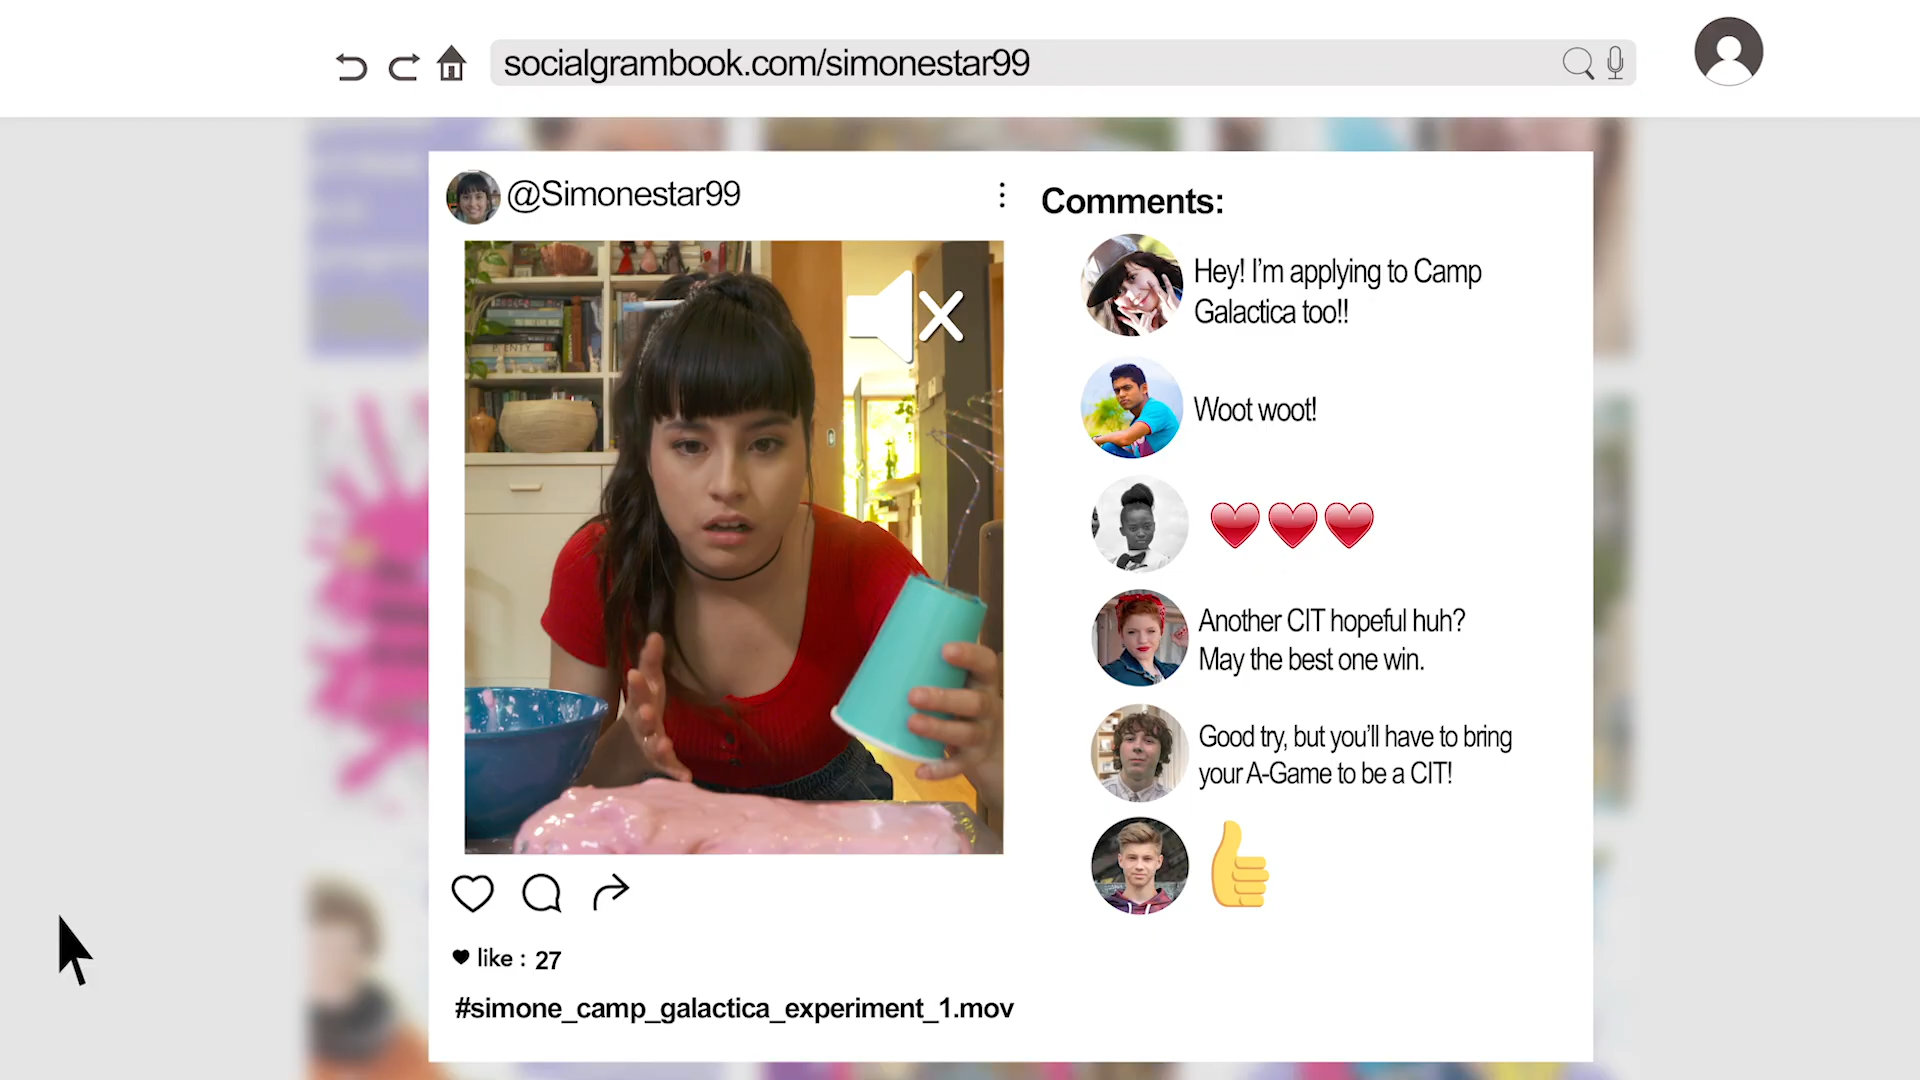 socialgrambook.com/simonestar99
@Simonestar99
PLENTY
Comments:
Hey! I'm applying to Camp
Galactica too!!
Woot woot!
Another CIT hopeful huh?
May the best one win.
Good try, but you'll have to bring
your A-Game to be a CIT!
like : 27
#simone_camp_galactica_experiment_1.mov